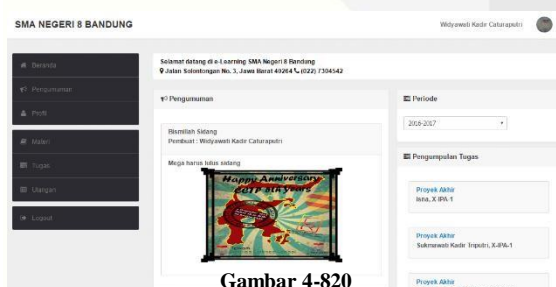 SMA NEGERI 8 BANDUNG
Widyawati Kadir Caturaputri
Beranda
Pengumuman
Profil
Materi
Tugas
Ulangan
Logout
Selamat datang di e-Learning SMA Negeri 8 Bandung
Jalan Solontongan No. 3, Jawa Barat 40264 (022) 7304542
Pengumuman
Bismillah Sidang
Pembuat : Widyawati Kadir Caturaputri
Mega harus lulus sidang
Happy Anniversary
8th Years
Periode
2016-2017
Pengumpulan Tugas
Proyek Akhir
Isna, X-IPA-1
Proyek Akhir
Sukmawati Kadir Triputri, X-IPA-1
Proyek Akhir
Gambar 4-820